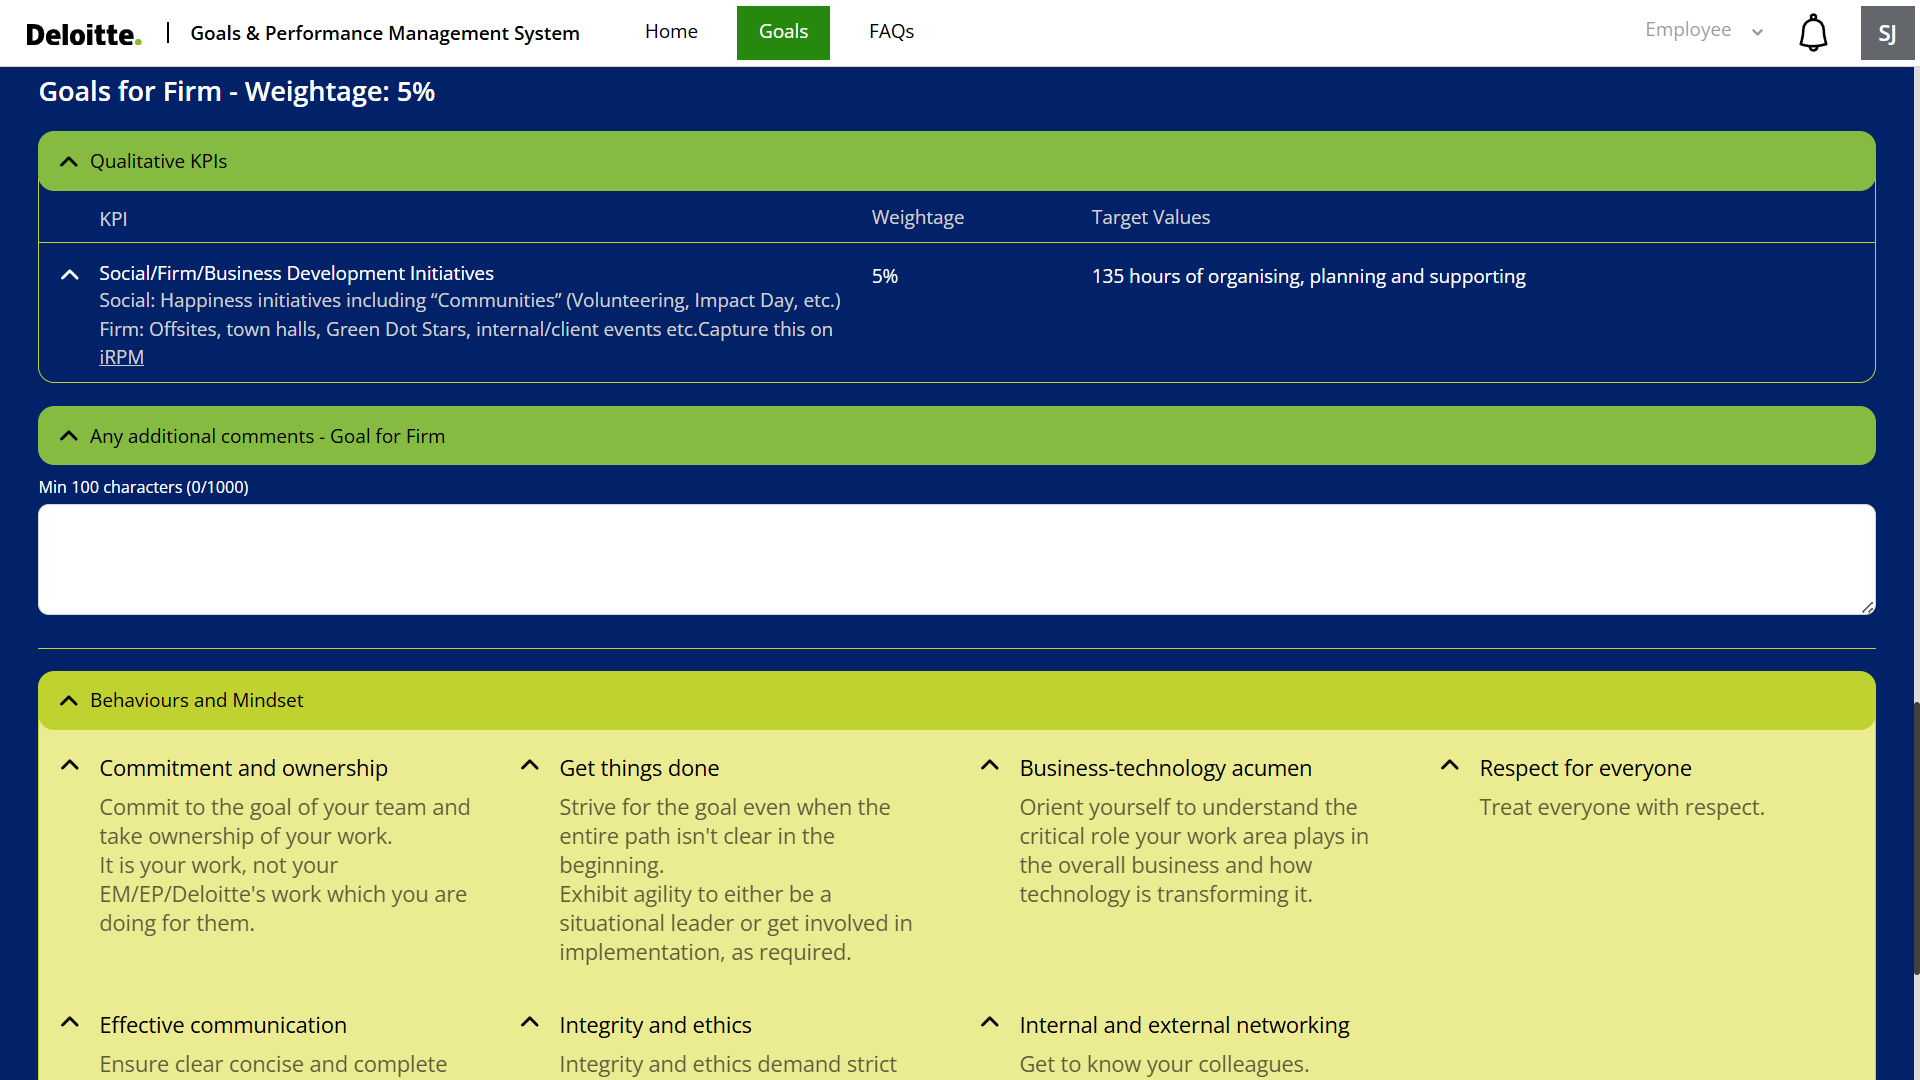 Deloitte.
Goals & Performance Management System
Home
Goals
FAQs
Employee
SJ
Goals for Firm - Weightage: 5%
Qualitative KPIs
KPI
Weightage
Target Values
Social/Firm/Business Development Initiatives
5%
135 hours of organising, planning and supporting
Social: Happiness initiatives including “Communities” (Volunteering, Impact Day, etc.)
Firm: Offsites, town halls, Green Dot Stars, internal/client events etc.Capture this on
iRPM
Any additional comments - Goal for Firm
Min 100 characters (0/1000)
Behaviours and Mindset
Commitment and ownership
Commit to the goal of your team and
take ownership of your work.
It is your work, not your
EM/EP/Deloitte's work which you are
doing for them.
Get things done
Strive for the goal even when the
entire path isn't clear in the
beginning.
Exhibit agility to either be a
situational leader or get involved in
implementation, as required.
Business-technology acumen
Orient yourself to understand the
critical role your work area plays in
the overall business and how
technology is transforming it.
Respect for everyone
Treat everyone with respect.
Effective communication
Ensure clear concise and complete
Integrity and ethics
Integrity and ethics demand strict
Internal and external networking
Get to know your colleagues.